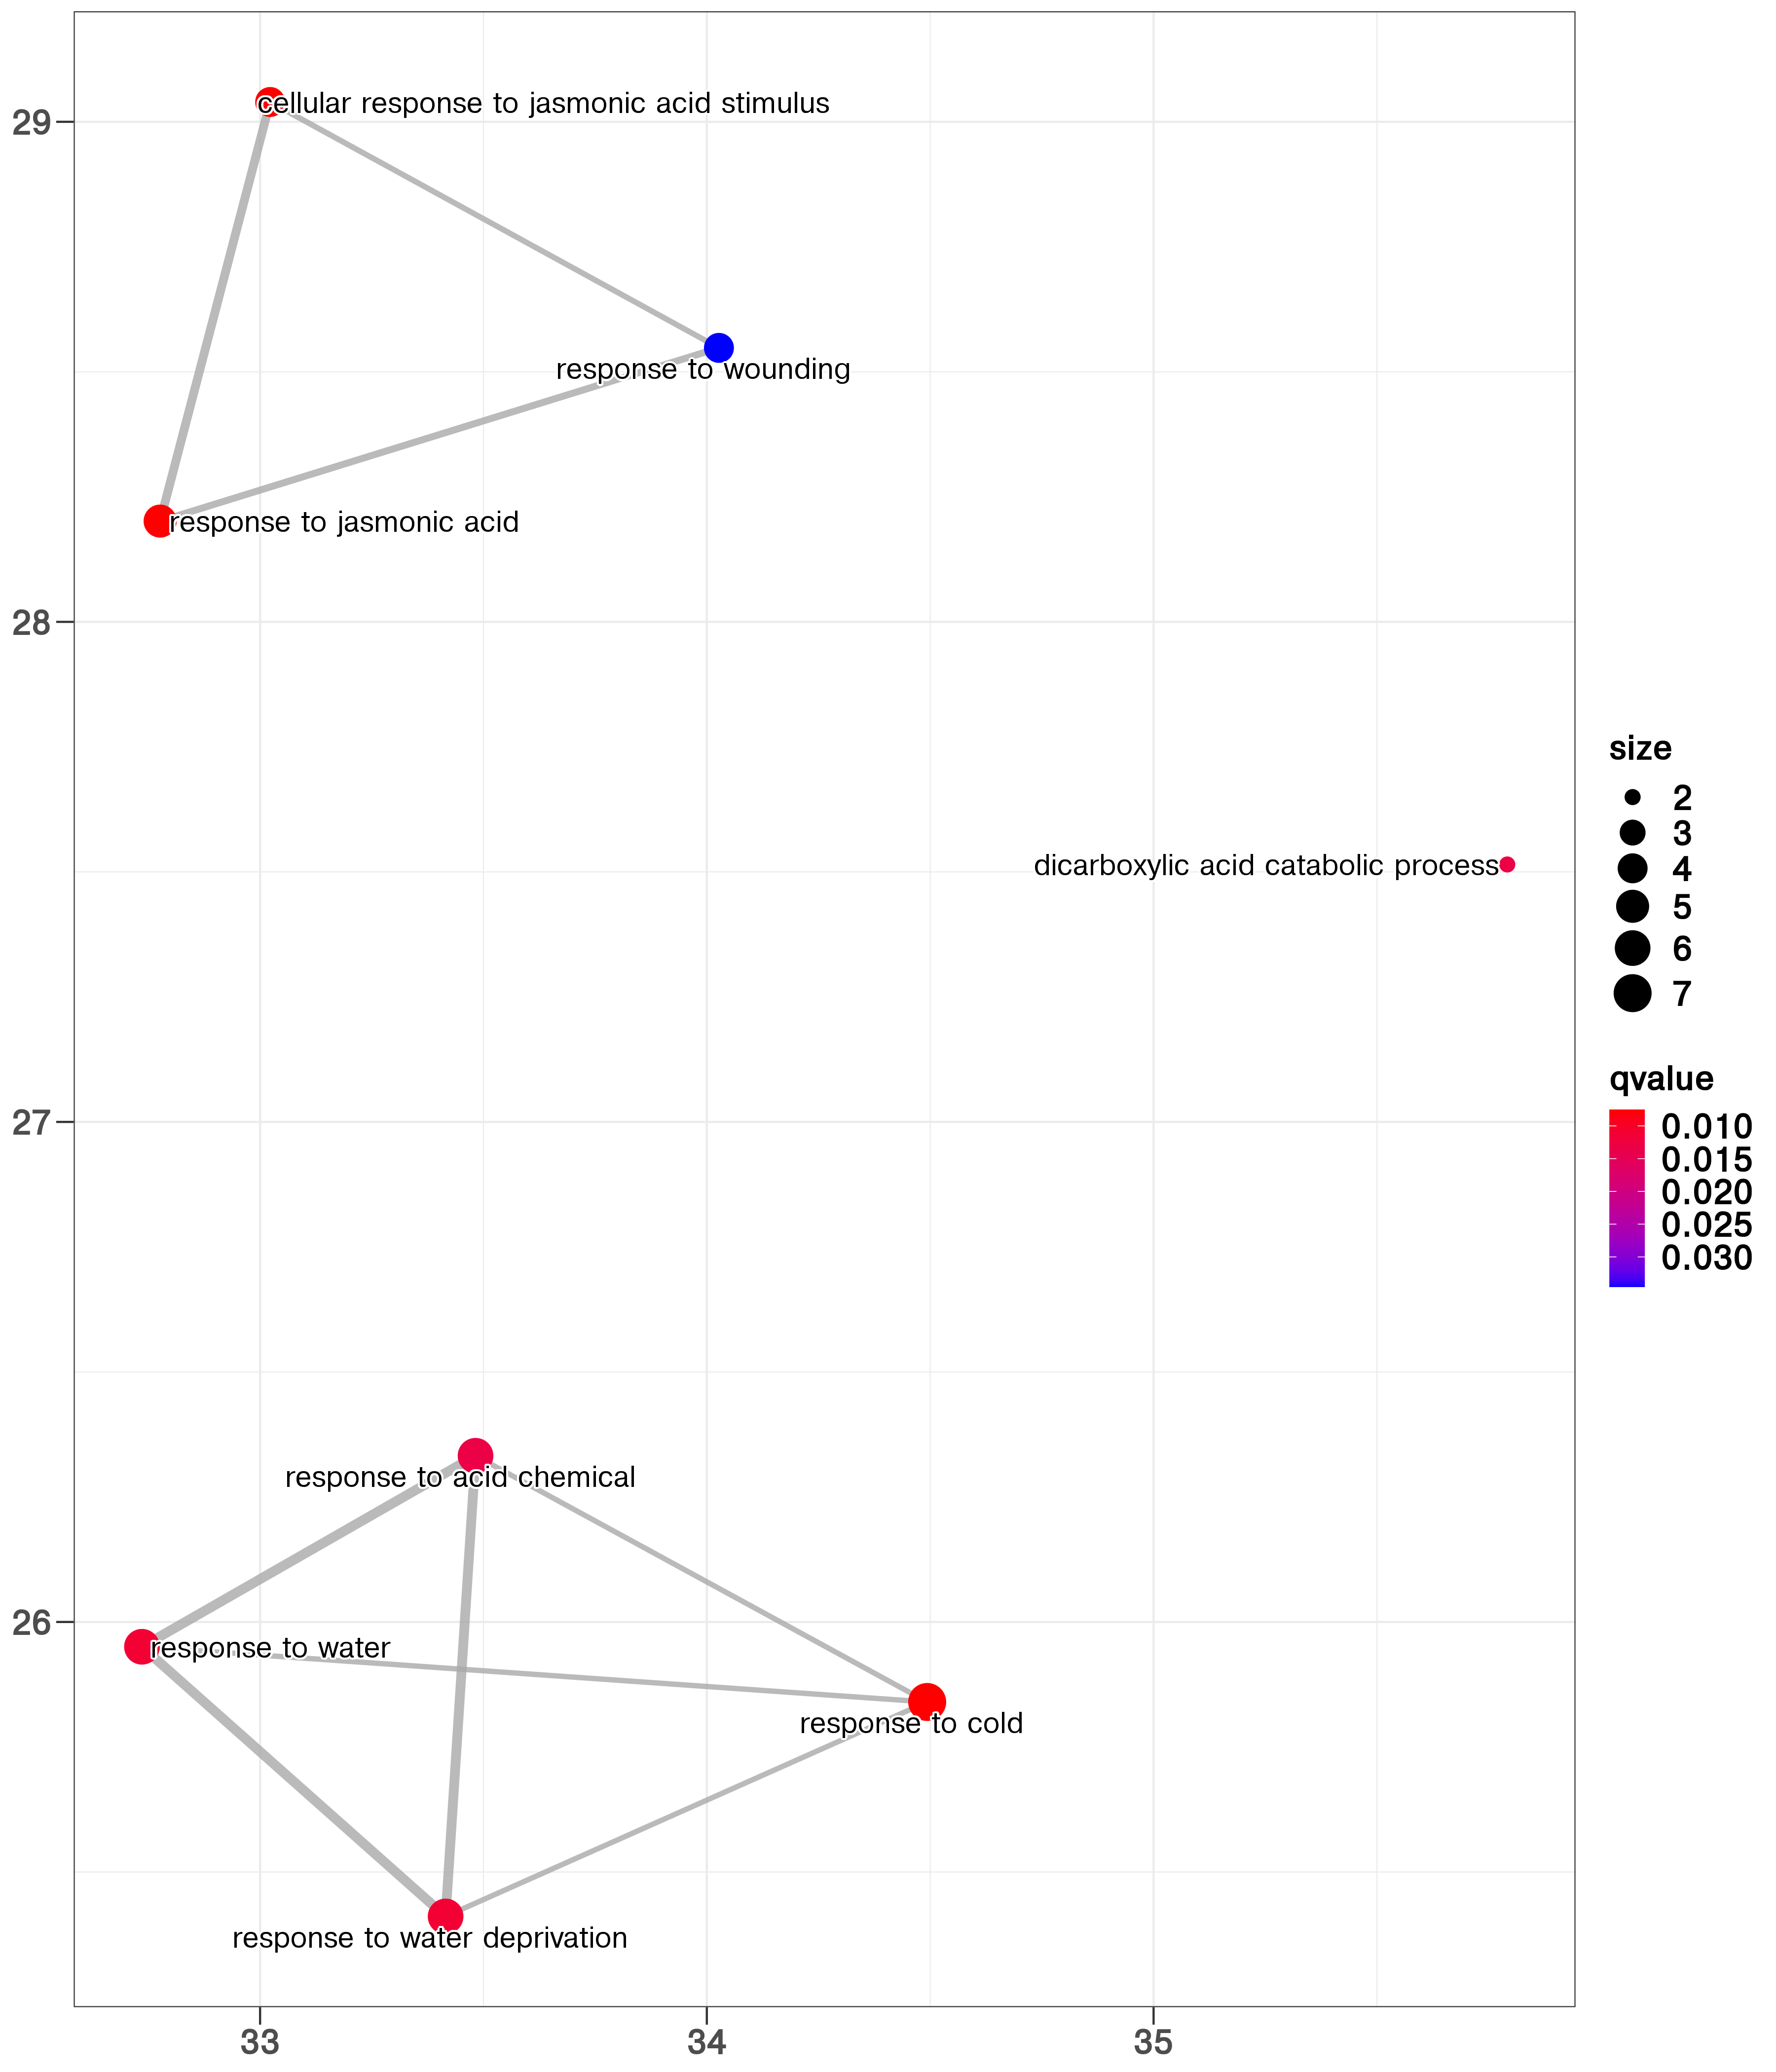 29
28
27
26
33
34
35
cellular response to jasmonic acid stimulus
response to wounding
response to jasmonic acid
dicarboxylic acid catabolic process
response to acid chemical
response to water
response to cold
response to water deprivation
size
2
3
4
5
6
7
qvalue
0.010
0.015
0.020
0.025
0.030